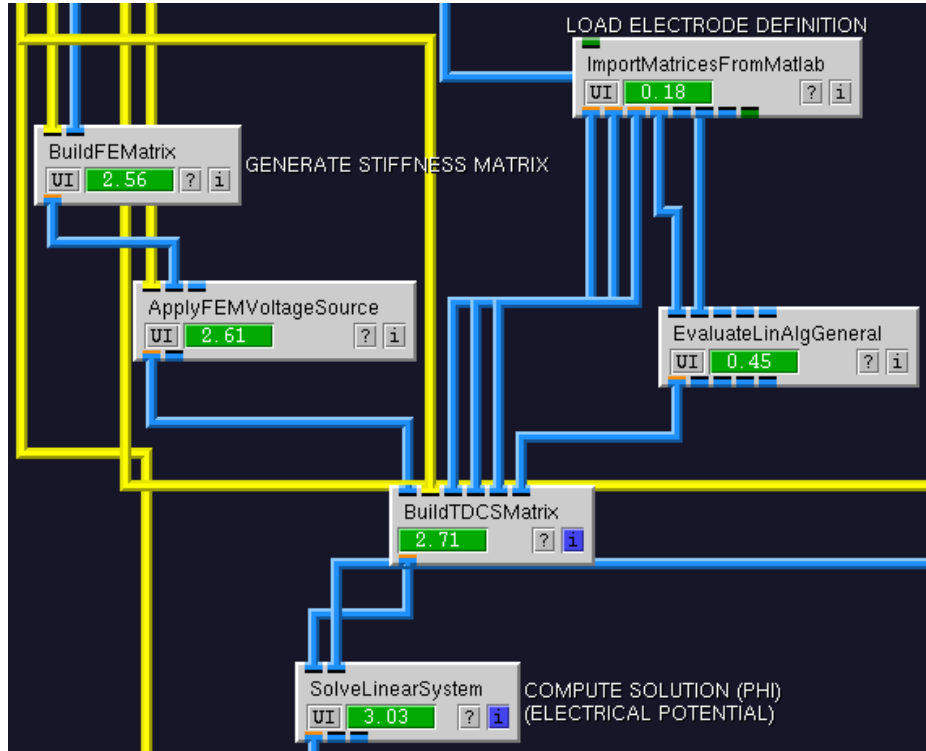 LOAD ELECTRODE DEFINITION
ImportMatricesFromMatlab
UI 0.18 ? i
BuildFEMatrix
UI 2.56 ? i
GENERATE STIFFNESS MATRIX
ApplyFEMVoltageSource
UI 2.61 ? i
EvaluateLinAlgGeneral
UI 0.45 ? i
BuildTDCSMatrix
2.71 ? i
SolveLinearSystem
UI 3.03 ? i
COMPUTE SOLUTION (PHI)
(ELECTRICAL POTENTIAL)